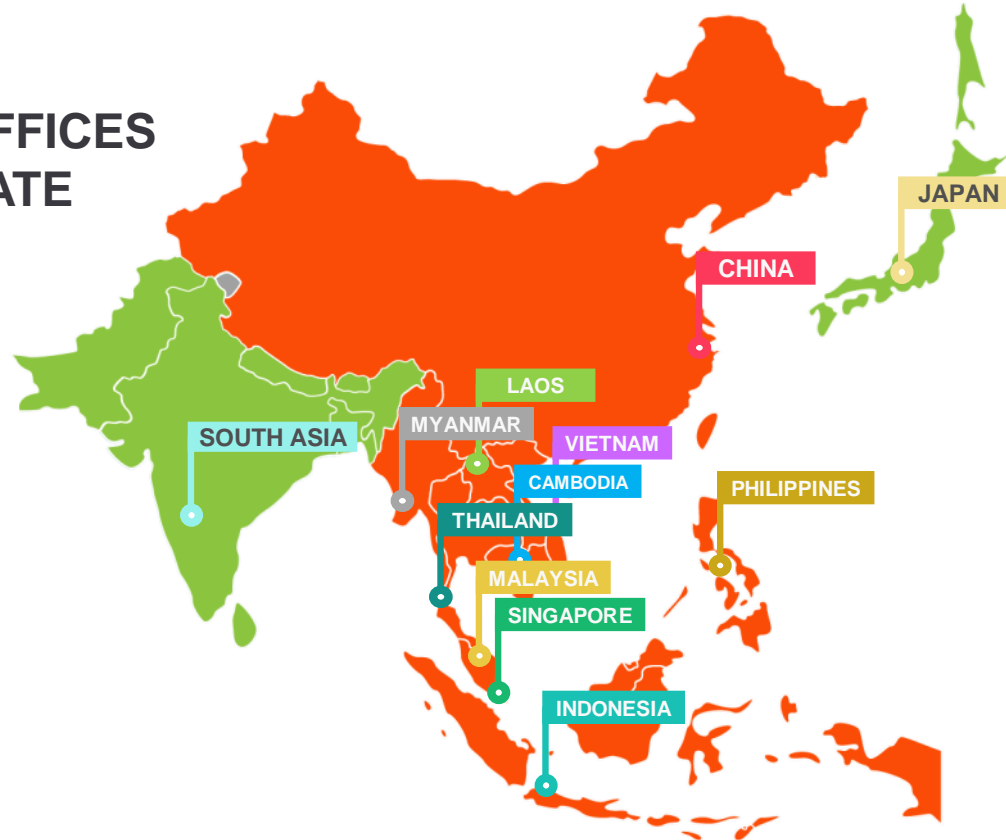 FFICES
ATE
JAPAN
CHINA
LAOS
MYANMAR
SOUTH ASIA
VIETNAM
CAMBODIA
PHILIPPINES
THAILAND
MALAYSIA
SINGAPORE
INDONESIA